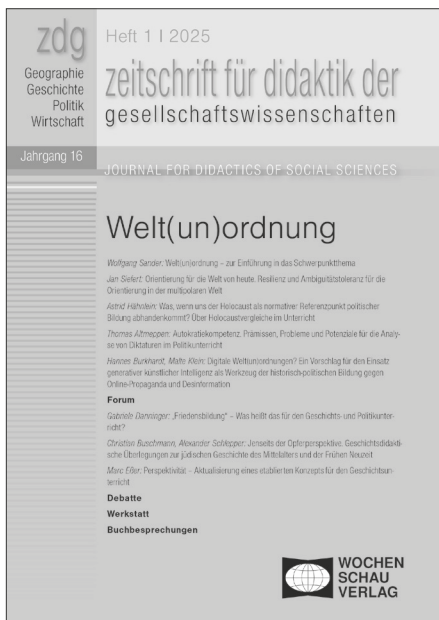 zdg
Geographie
Geschichte
Politik
Wirtschaft
Jahrgang 16
Heft 1 | 2025
zeitschrift für didaktik der
gesellschaftswissenschaften
JOURNAL FOR DIDACTICS OF SOCIAL SCIENCES
Welt(un)ordnung
Wolfgang Sander: Welt(un)ordnung – zur Einführung in das Schwerpunktthema
Jan Siefert: Orientierung für die Welt von heute. Resilienz und Ambiguitätstoleranz für die
Orientierung in der multipolaren Welt
Astrid Hähnlein: Was, wenn uns der Holocaust als normativer Referenzpunkt politischer
Bildung abhandenkommt? Über Holocaustvergleiche im Unterricht
Thomas Altmeppen: Autokratiekompetenz. Prämissen, Probleme und Potenziale für die Analy-
se von Diktaturen im Politikunterricht
Hannes Burkhardt, Malte Klein: Digitale Weltun(ordnungen)? Ein Vorschlag für den Einsatz
generativer künstlicher Intelligenz als Werkzeug der historisch-politischen Bildung gegen
Online-Propaganda und Desinformation
Forum
Gabriele Danninger: „Friedensbildung“ – Was heißt das für den Geschichts- und Politikunter-
richt?
Christian Buschmann, Alexander Schlepper: Jenseits der Opferperspektive. Geschichtsdidakti-
sche Überlegungen zur jüdischen Geschichte des Mittelalters und der Frühen Neuzeit
Marc Eßer: Perspektivität – Aktualisierung eines etablierten Konzepts für den Geschichtsun-
terricht
Debatte
Werkstatt
Buchbesprechungen
WOCHEN
SCHAU
VERLAG